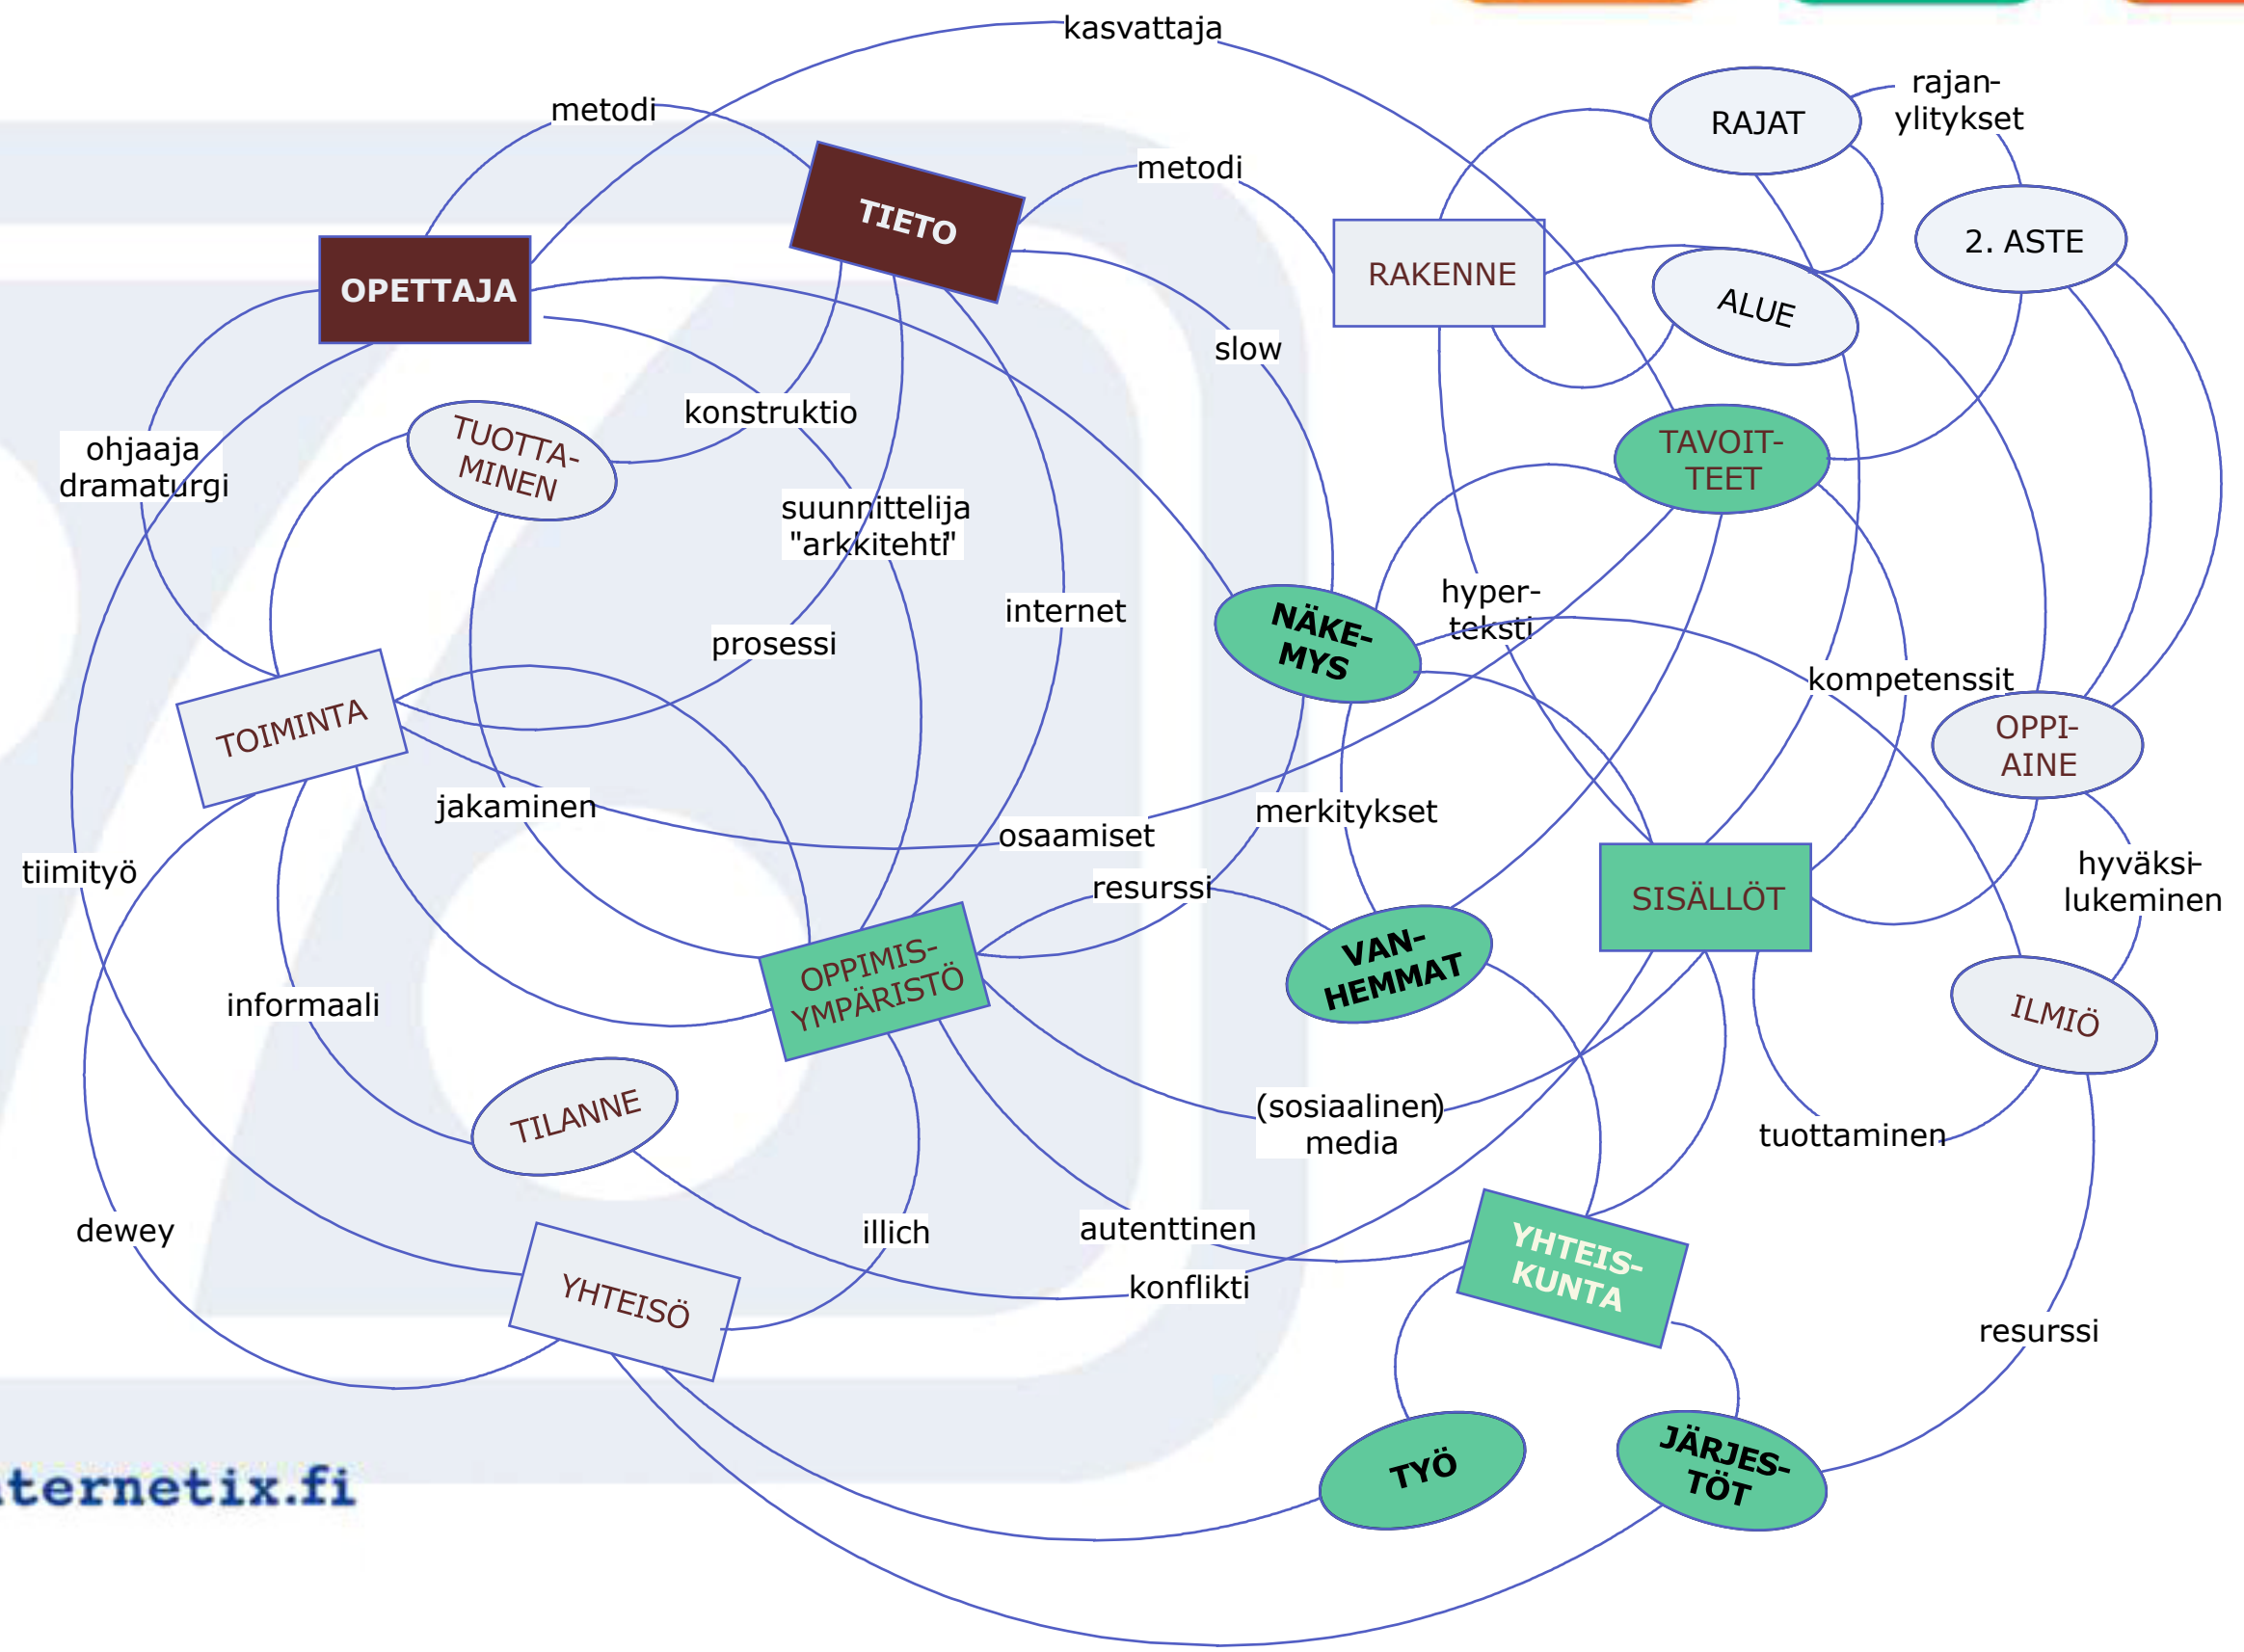 kasvattaja
rajan-
ylitykset
metodi
RAJAT
metodi
TIETO
2. ASTE
RAKENNE
OPETTAJA
ALUE
slow
konstruktio
TUOTTA-
MINEN
TAVOIT-
TEET
ohjaaja
dramaturgi
suunnittelija
"arkkitehti"
internet
prosessi
NÄKE-
MYS
hyper-
teksti
kompetenssit
TOIMINTA
OPPI-
AINE
jakaminen
osaamiset
merkitykset
tiimityö
resurssi
SISÄLLÖT
hyväksi-
lukeminen
VAN-
HEMMAT
OPPIMIS-
YMPÄRISTÖ
informaali
ILMIÖ
TILANNE
(sosiaalinen)
media
tuottaminen
dewey
illich
autenttinen
YHTEIS-
KUNTA
konflikti
YHTEISÖ
resurssi
TYÖ
JÄRJES-
TÖT
ternetix.fi